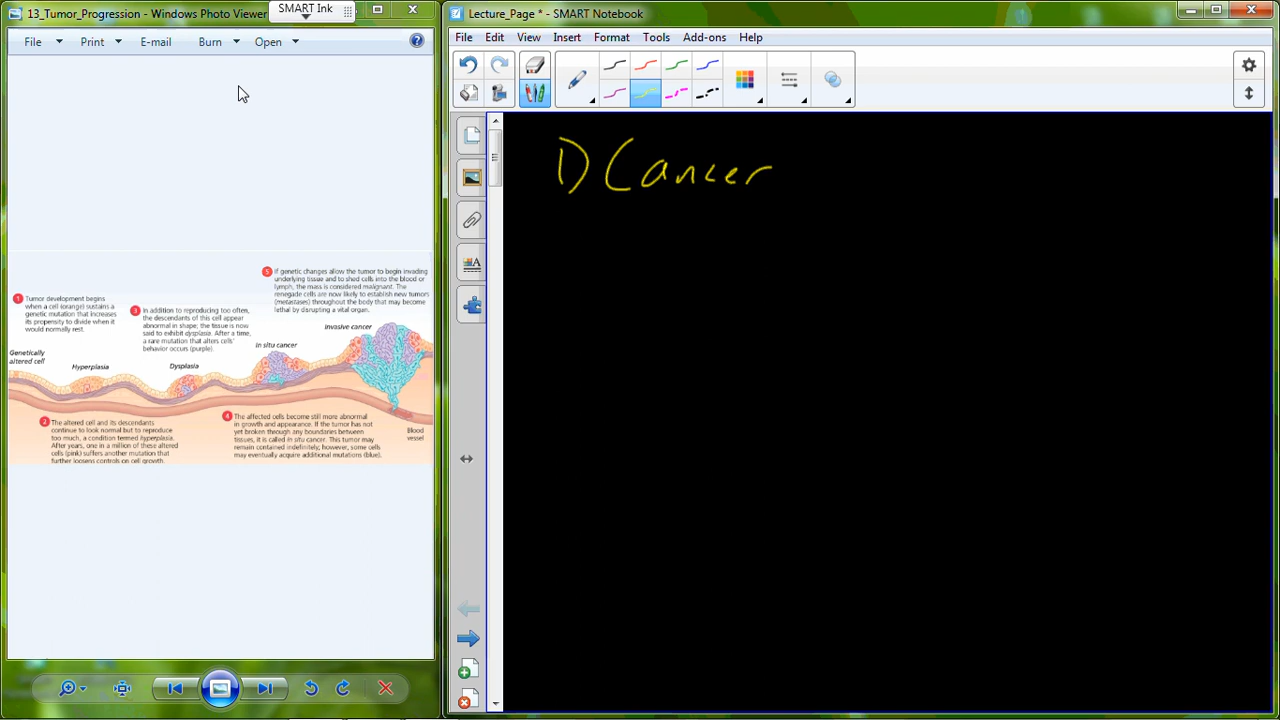 13_Tumor_Progression - Windows Photo Viewer
SMART Ink
File Print E-mail Burn Open
5 If genetic changes allow the tumor to begin invading
underlying tissue and to shed cells into the blood or
lymph, the mass is considered malignant. The
renegade cells are now likely to establish new tumors
(metastases) throughout the body that may become
lethal by disrupting a vital organ.
1 Tumor development begins
when a cell (orange) sustains a
genetic mutation that increases
its propensity to divide when it
would normally rest.
3 In addition to reproducing too often,
the descendants of this cell appear
abnormal in shape; the tissue is now
said to exhibit dysplasia. After a time,
a rare mutation that alters cells'
behavior occurs (purple).
Invasive cancer
In situ cancer
Genetically
altered cell
Hyperplasia
Dysplasia
2 The altered cell and its descendants
continue to look normal but to reproduce
too much, a condition termed hyperplasia.
After years, one in a million of these altered
cells (pink) suffers another mutation that
further loosens controls on cell growth.
4 The affected cells become still more abnormal
in growth and appearance. If the tumor has not
yet broken through any boundaries between
tissues, it is called in situ cancer. This tumor may
remain contained indefinitely; however, some cells
may eventually acquire additional mutations (blue).
Blood
vessel
Lecture_Page * - SMART Notebook
File Edit View Insert Format Tools Add-ons Help
D Cancer